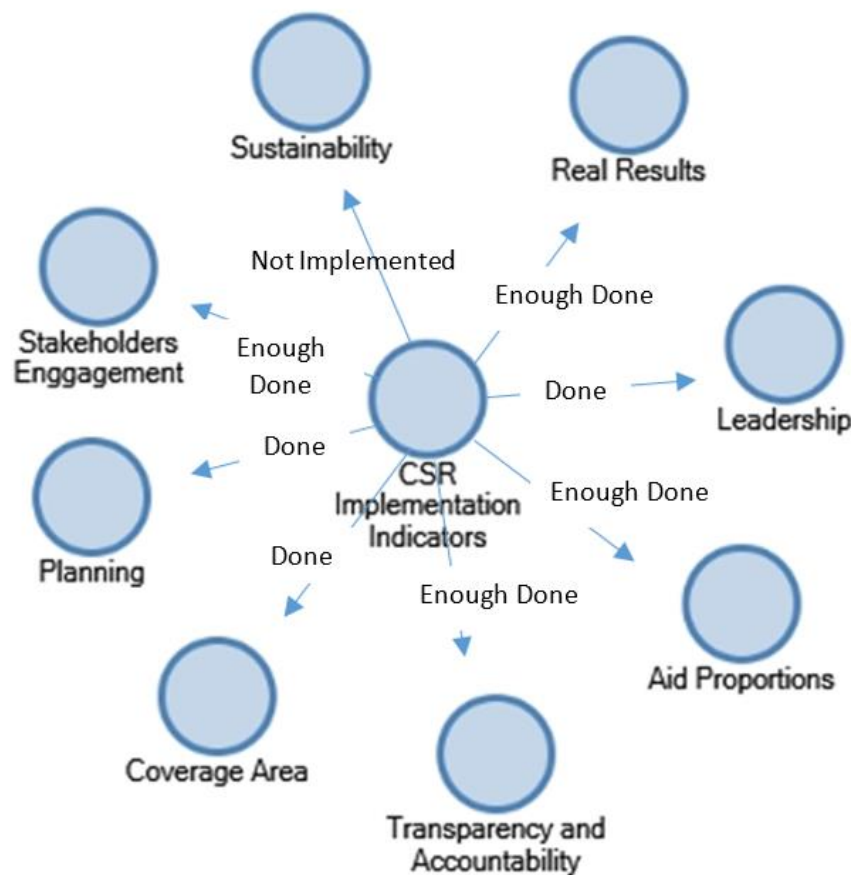 Sustainability
Real Results
Not Implemented
Enough Done
Stakeholders
Enggagement
Enough
Done
Done
Leadership
Done
Planning
CSR
Implementation
Indicators
Enough Done
Done
Enough Done
Aid Proportions
Coverage Area
Transparency and
Accountability